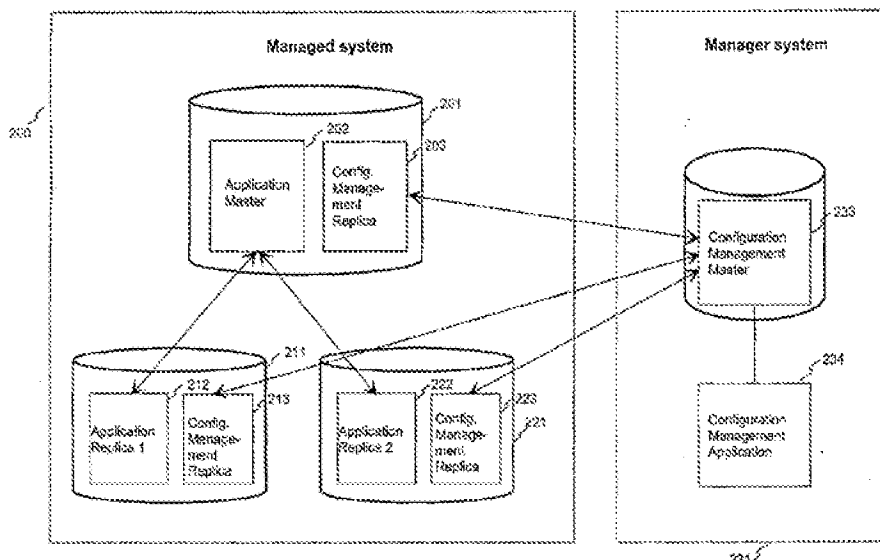 Managed system
Manager system
200
201
202
203
Application
Master
Config.
Manage-
ment
Replica
233
Configuration
Management
Master
211
212
213
Application
Replica 1
Config.
Manage-
ment
Replica
222
223
221
Application
Replica 2
Config.
Manage-
ment
Replica
234
Configuration
Management
Application
231